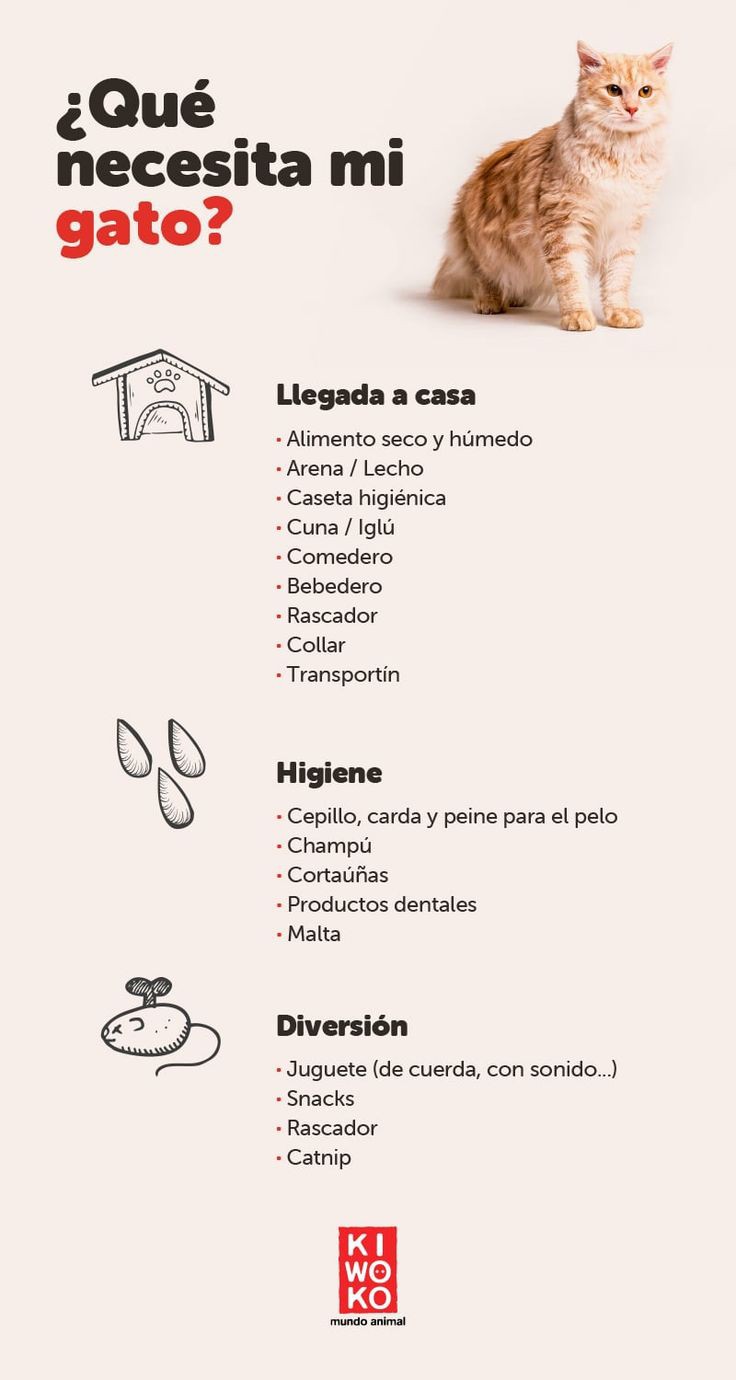 ¿Qué
necesita mi
gato?
Llegada a casa
· Alimento seco y húmedo
· Arena / Lecho
· Caseta higiénica
· Cuna / Iglú
· Comedero
· Bebedero
· Rascador
· Collar
· Transportín
Higiene
· Cepillo, carda y peine para el pelo
· Champú
· Cortaúñas
· Productos dentales
· Malta
Diversión
· Juguete (de cuerda, con sonido...)
· Snacks
· Rascador
· Catnip
KI
WO
KO
mundo animal